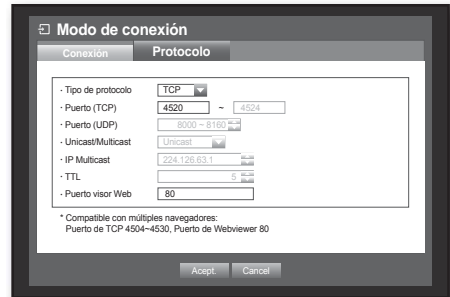 Modo de conexión
Conexión Protocolo
· Tipo de protocolo TCP
· Puerto (TCP) 4520 ~ 4524
· Puerto (UDP) 8000 ~ 8160
· Unicast/Multicast Unicast
· IP Multicast 224.126.63.1
· TTL 5
· Puerto visor Web 80
* Compatible con múltiples navegadores:
Puerto de TCP 4504~4530, Puerto de Webviewer 80
Acept. Cancel